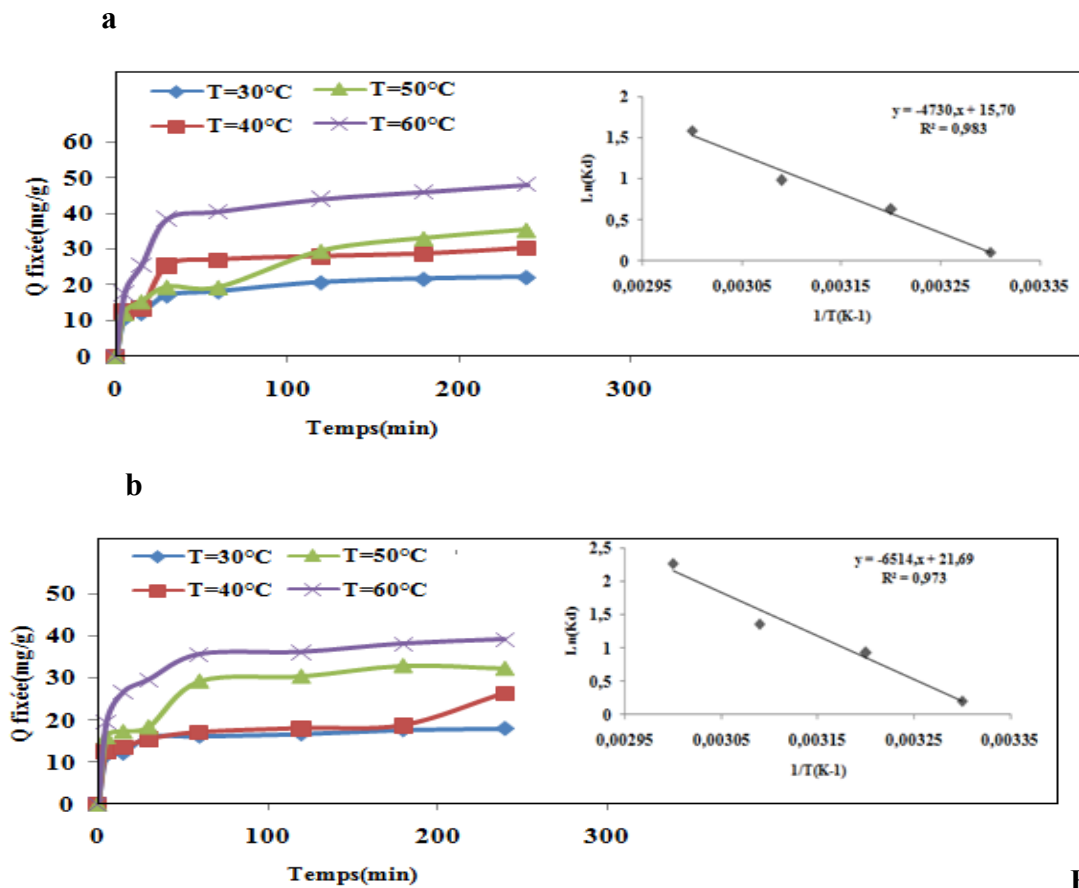 a
T=30°C T=50°C
T=40°C T=60°C
60
50
40
30
20
10
0
0 100 200 300
Q fixée(mg/g)
Temps(min)
y = -4730,x + 15,70
R² = 0,983
2
1,5
1
0,5
0
0,00295 0,00305 0,00315 0,00325 0,00335
Ln(Kd)
1/T(K-1)
b
T=30°C T=50°C
T=40°C T=60°C
50
40
30
20
10
0
0 100 200 300
Q fixée(mg/g)
Temps(min)
y = -6514,x + 21,69
R² = 0,973
2,5
2
1,5
1
0,5
0
0,00295 0,00305 0,00315 0,00325 0,00335
Ln(Kd)
1/T(K-1)